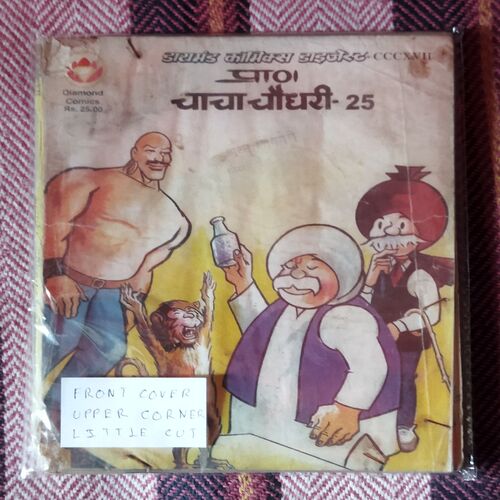 डायमंड कॉमिक्स डाइजेस्ट-CCCXVII
Diamond
Comics
Rs. 25.00
प्राण
चाचा चौधरी- 25
FRONT COVER
UPPER CORNER
LITTLE CUT